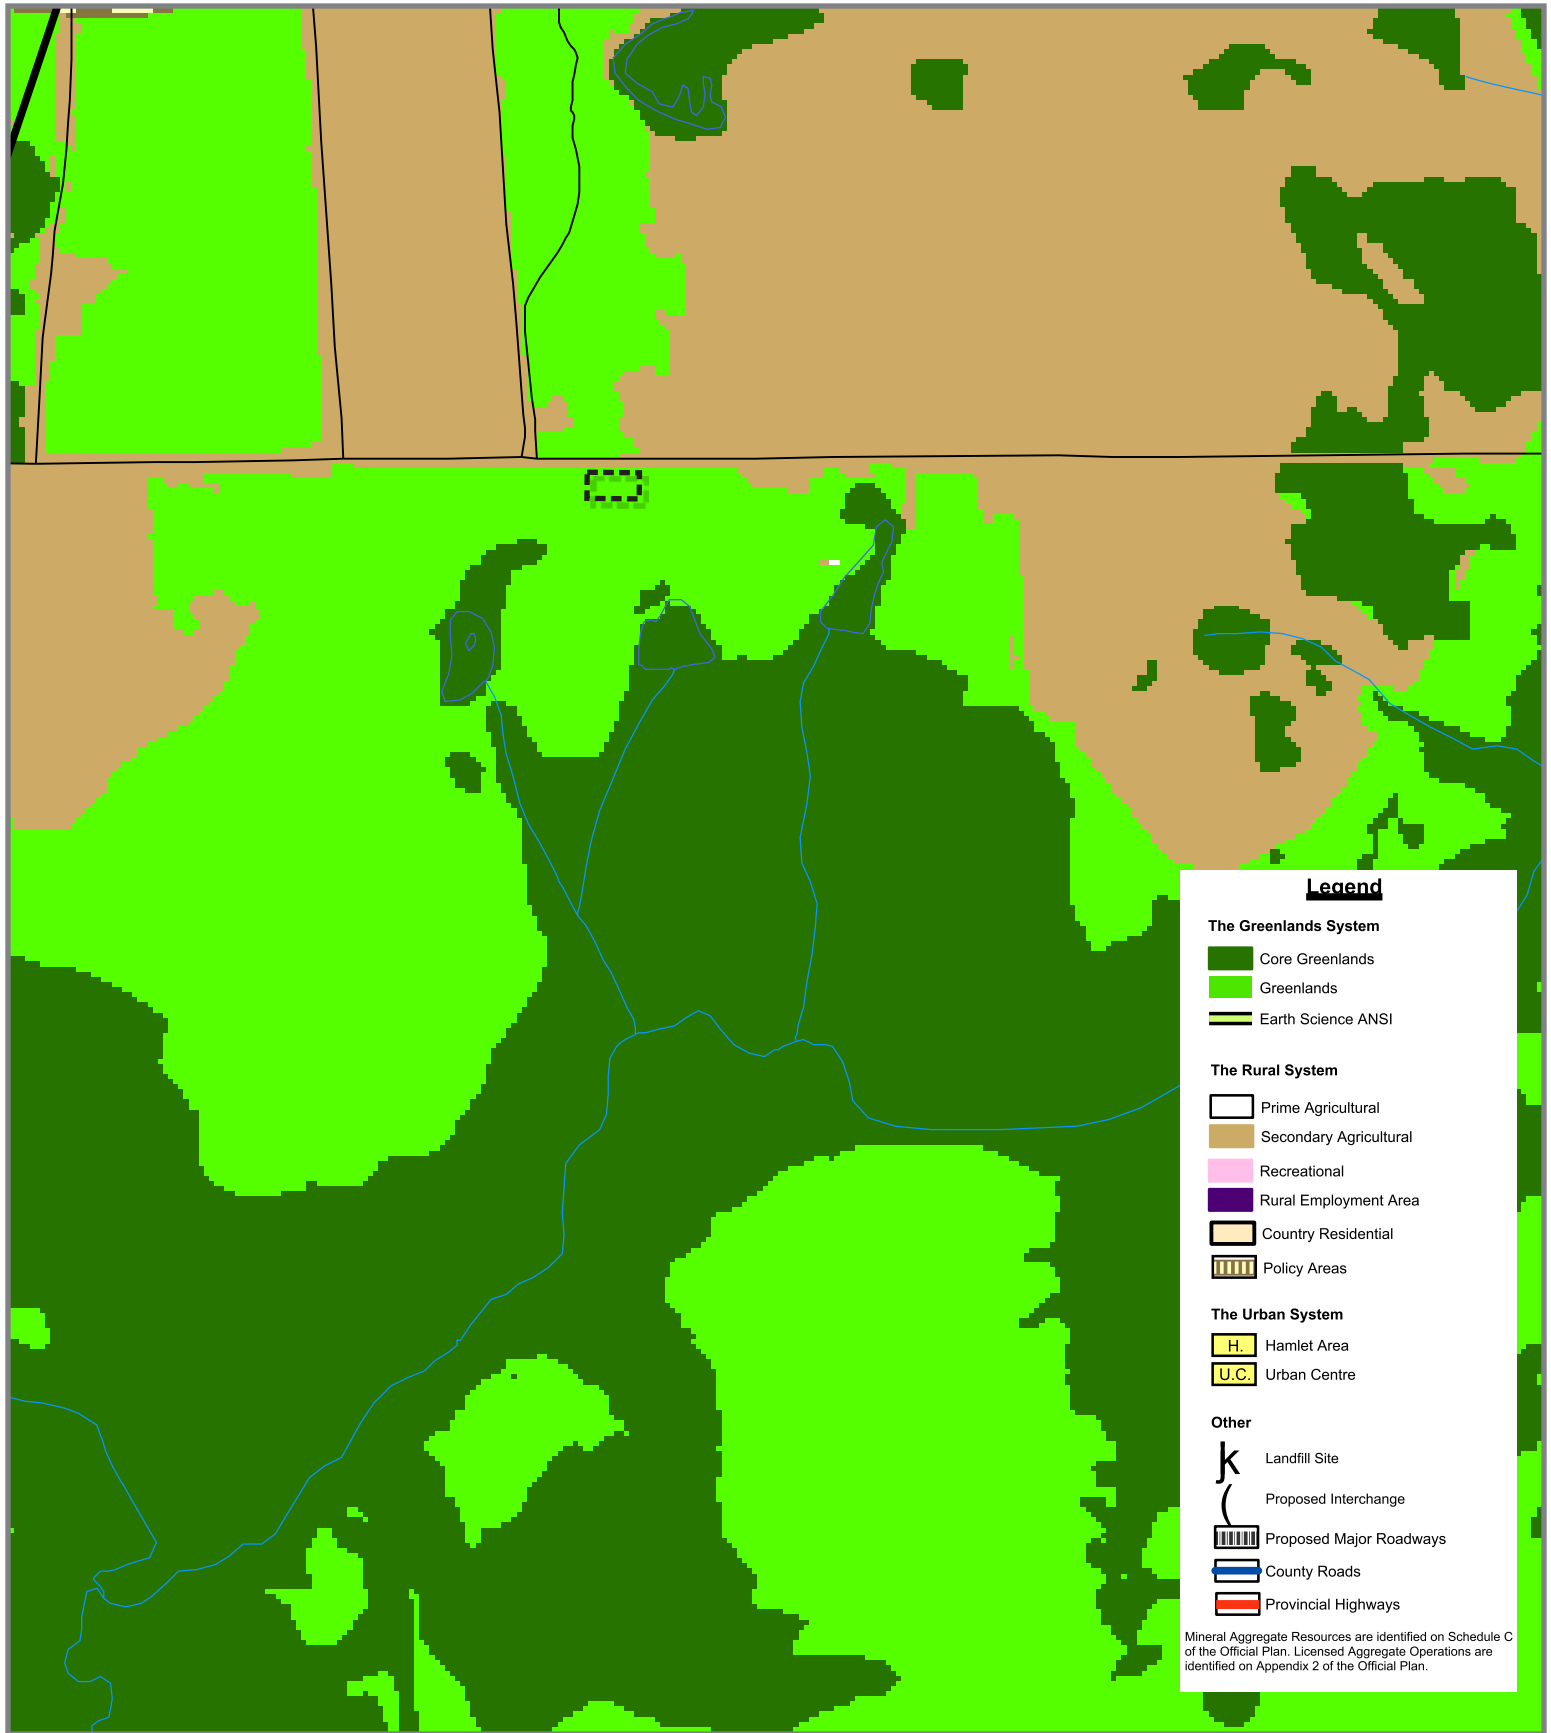 Legend
The Greenlands System
Core Greenlands
Greenlands
Earth Science ANSI
The Rural System
Prime Agricultural
Secondary Agricultural
Recreational
Rural Employment Area
Country Residential
Policy Areas
The Urban System
H. Hamlet Area
U.C. Urban Centre
Other
k Landfill Site
( Proposed Interchange
Proposed Major Roadways
County Roads
Provincial Highways
Mineral Aggregate Resources are identified on Schedule C
of the Official Plan. Licensed Aggregate Operations are
identified on Appendix 2 of the Official Plan.